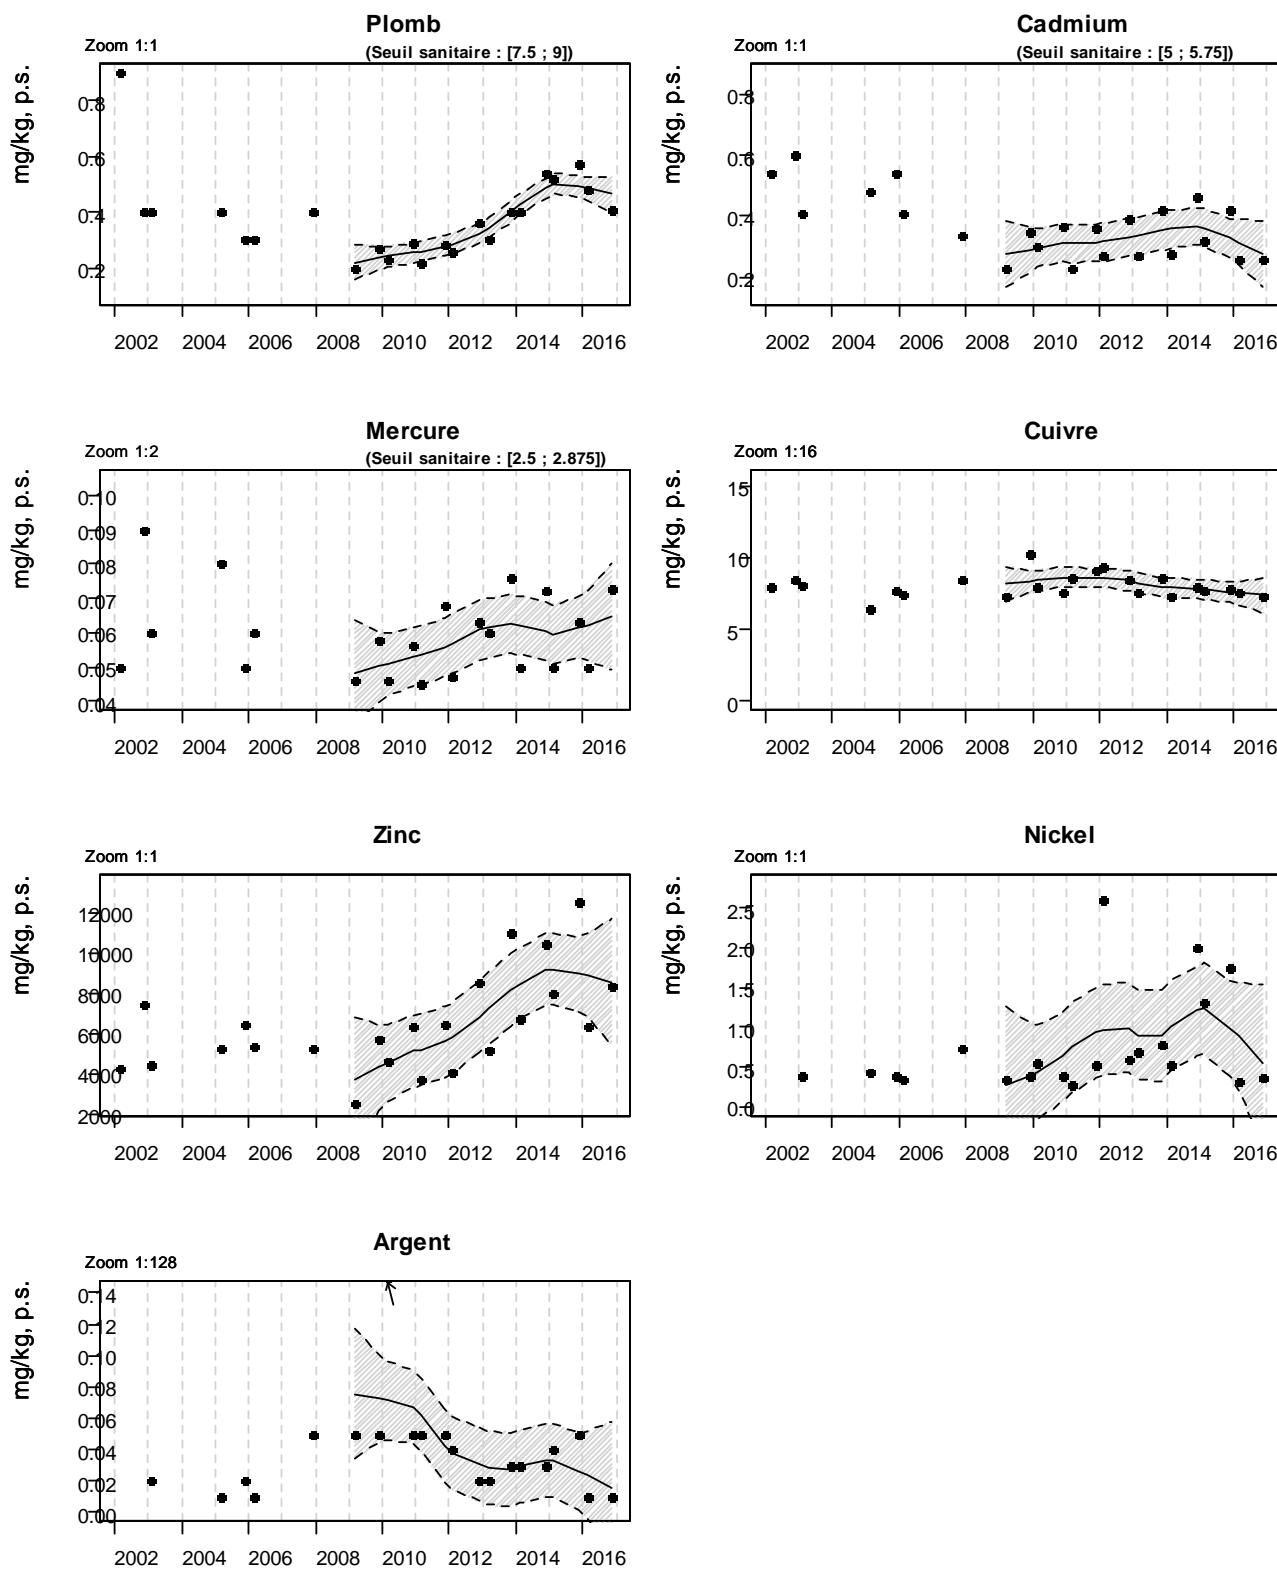 Plomb
Zoom 1:1
(Seuil sanitaire : [7.5 ; 9])
mg/kg, p.s.
0.8
0.6
0.4
0.2
2002 2004 2006 2008 2010 2012 2014 2016
Cadmium
Zoom 1:1
(Seuil sanitaire : [5 ; 5.75])
mg/kg, p.s.
0.8
0.6
0.4
0.2
2002 2004 2006 2008 2010 2012 2014 2016
Mercure
Zoom 1:2
(Seuil sanitaire : [2.5 ; 2.875])
mg/kg, p.s.
0.10
0.09
0.08
0.07
0.06
0.05
0.04
2002 2004 2006 2008 2010 2012 2014 2016
Cuivre
Zoom 1:16
mg/kg, p.s.
15
10
5
0
2002 2004 2006 2008 2010 2012 2014 2016
Zinc
Zoom 1:1
mg/kg, p.s.
12000
10000
8000
6000
4000
2000
2002 2004 2006 2008 2010 2012 2014 2016
Nickel
Zoom 1:1
mg/kg, p.s.
2.5
2.0
1.5
1.0
0.5
0.0
2002 2004 2006 2008 2010 2012 2014 2016
Argent
Zoom 1:128
mg/kg, p.s.
0.14
0.12
0.10
0.08
0.06
0.04
0.02
0.00
2002 2004 2006 2008 2010 2012 2014 2016